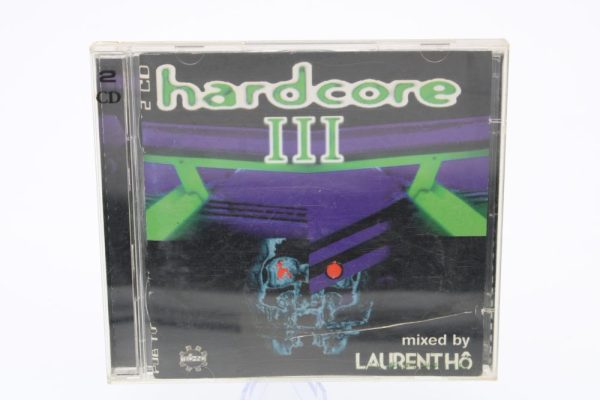 hardcore
III
mixed by
LAURENT HÔ
2
CD
2 CD